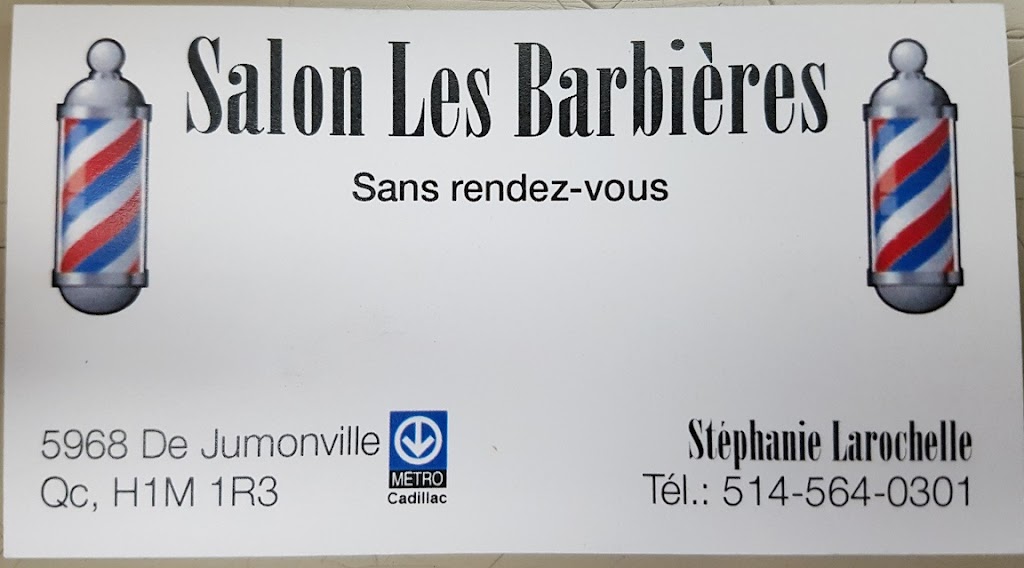 Salon Les Barbières
Sans rendez-vous
5968 De Jumonville
Qc, H1M 1R3
MÉTRO
Cadillac
Stéphanie Larochelle
Tél.: 514-564-0301